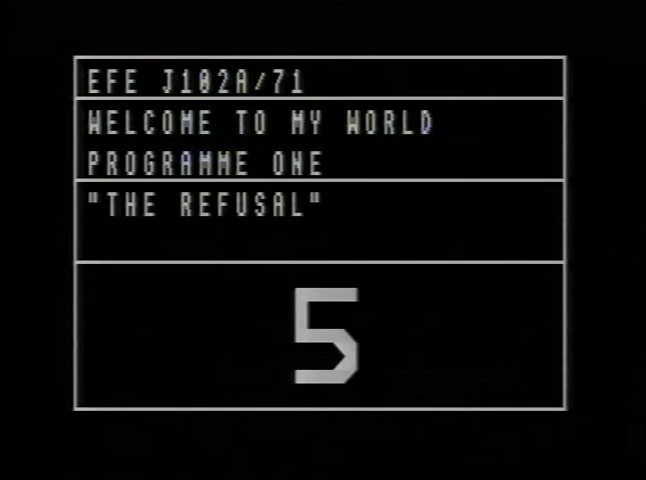 EFE J102A/71
WELCOME TO MY WORLD
PROGRAMME ONE
"THE REFUSAL"
5